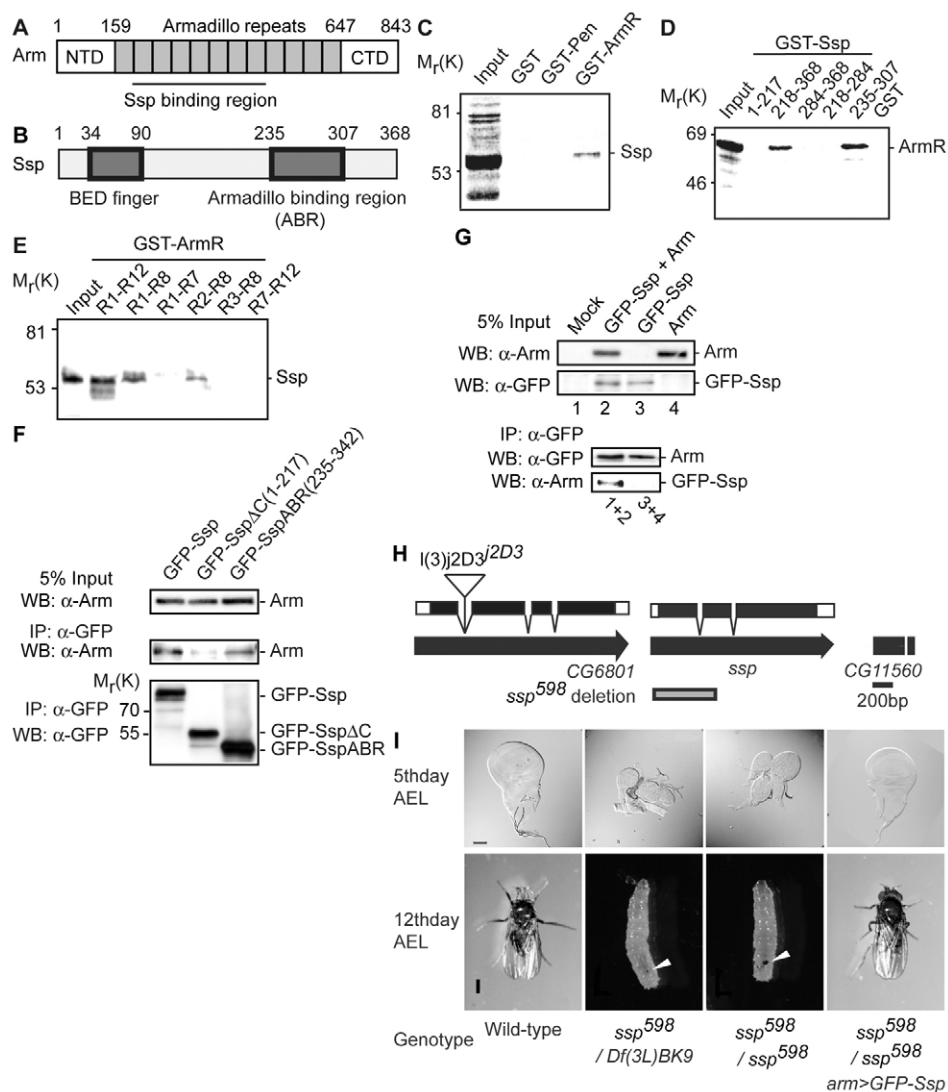 A
1 159 Armadillo repeats 647 843
Arm NTD CTD
Ssp binding region
B
1 34 90 235 307 368
Ssp
BED finger Armadillo binding region
(ABR)
C
Mr(K) Input GST GST-Pen GST-ArmR
81
53
Ssp
D
GST-Ssp
Mr(K) Input 1-217 218-368 284-368 218-284 235-307 GST
69
46
ArmR
E
GST-ArmR
Mr(K) Input R1-R12 R1-R8 R1-R7 R2-R8 R3-R8 R7-R12
81
53
Ssp
F
GFP-Ssp GFP-SspΔC(1-217) GFP-SspABR(235-342)
5% Input
WB: α-Arm Arm
IP: α-GFP
WB: α-Arm Arm
Mr(K)
IP: α-GFP 70
WB: α-GFP 55
GFP-Ssp
GFP-SspΔC
GFP-SspABR
G
5% Input Mock GFP-Ssp + Arm GFP-Ssp Arm
WB: α-Arm Arm
WB: α-GFP GFP-Ssp
1 2 3 4
IP: α-GFP
WB: α-GFP Arm
WB: α-Arm GFP-Ssp
1+2 3+4
H
l(3)j2D3j2D3
CG6801 ssp CG11560
ssp598 deletion
200bp
I
5thday
AEL
12thday
AEL
Genotype Wild-type ssp598 / Df(3L)BK9 ssp598 / ssp598 ssp598 / ssp598 arm>GFP-Ssp